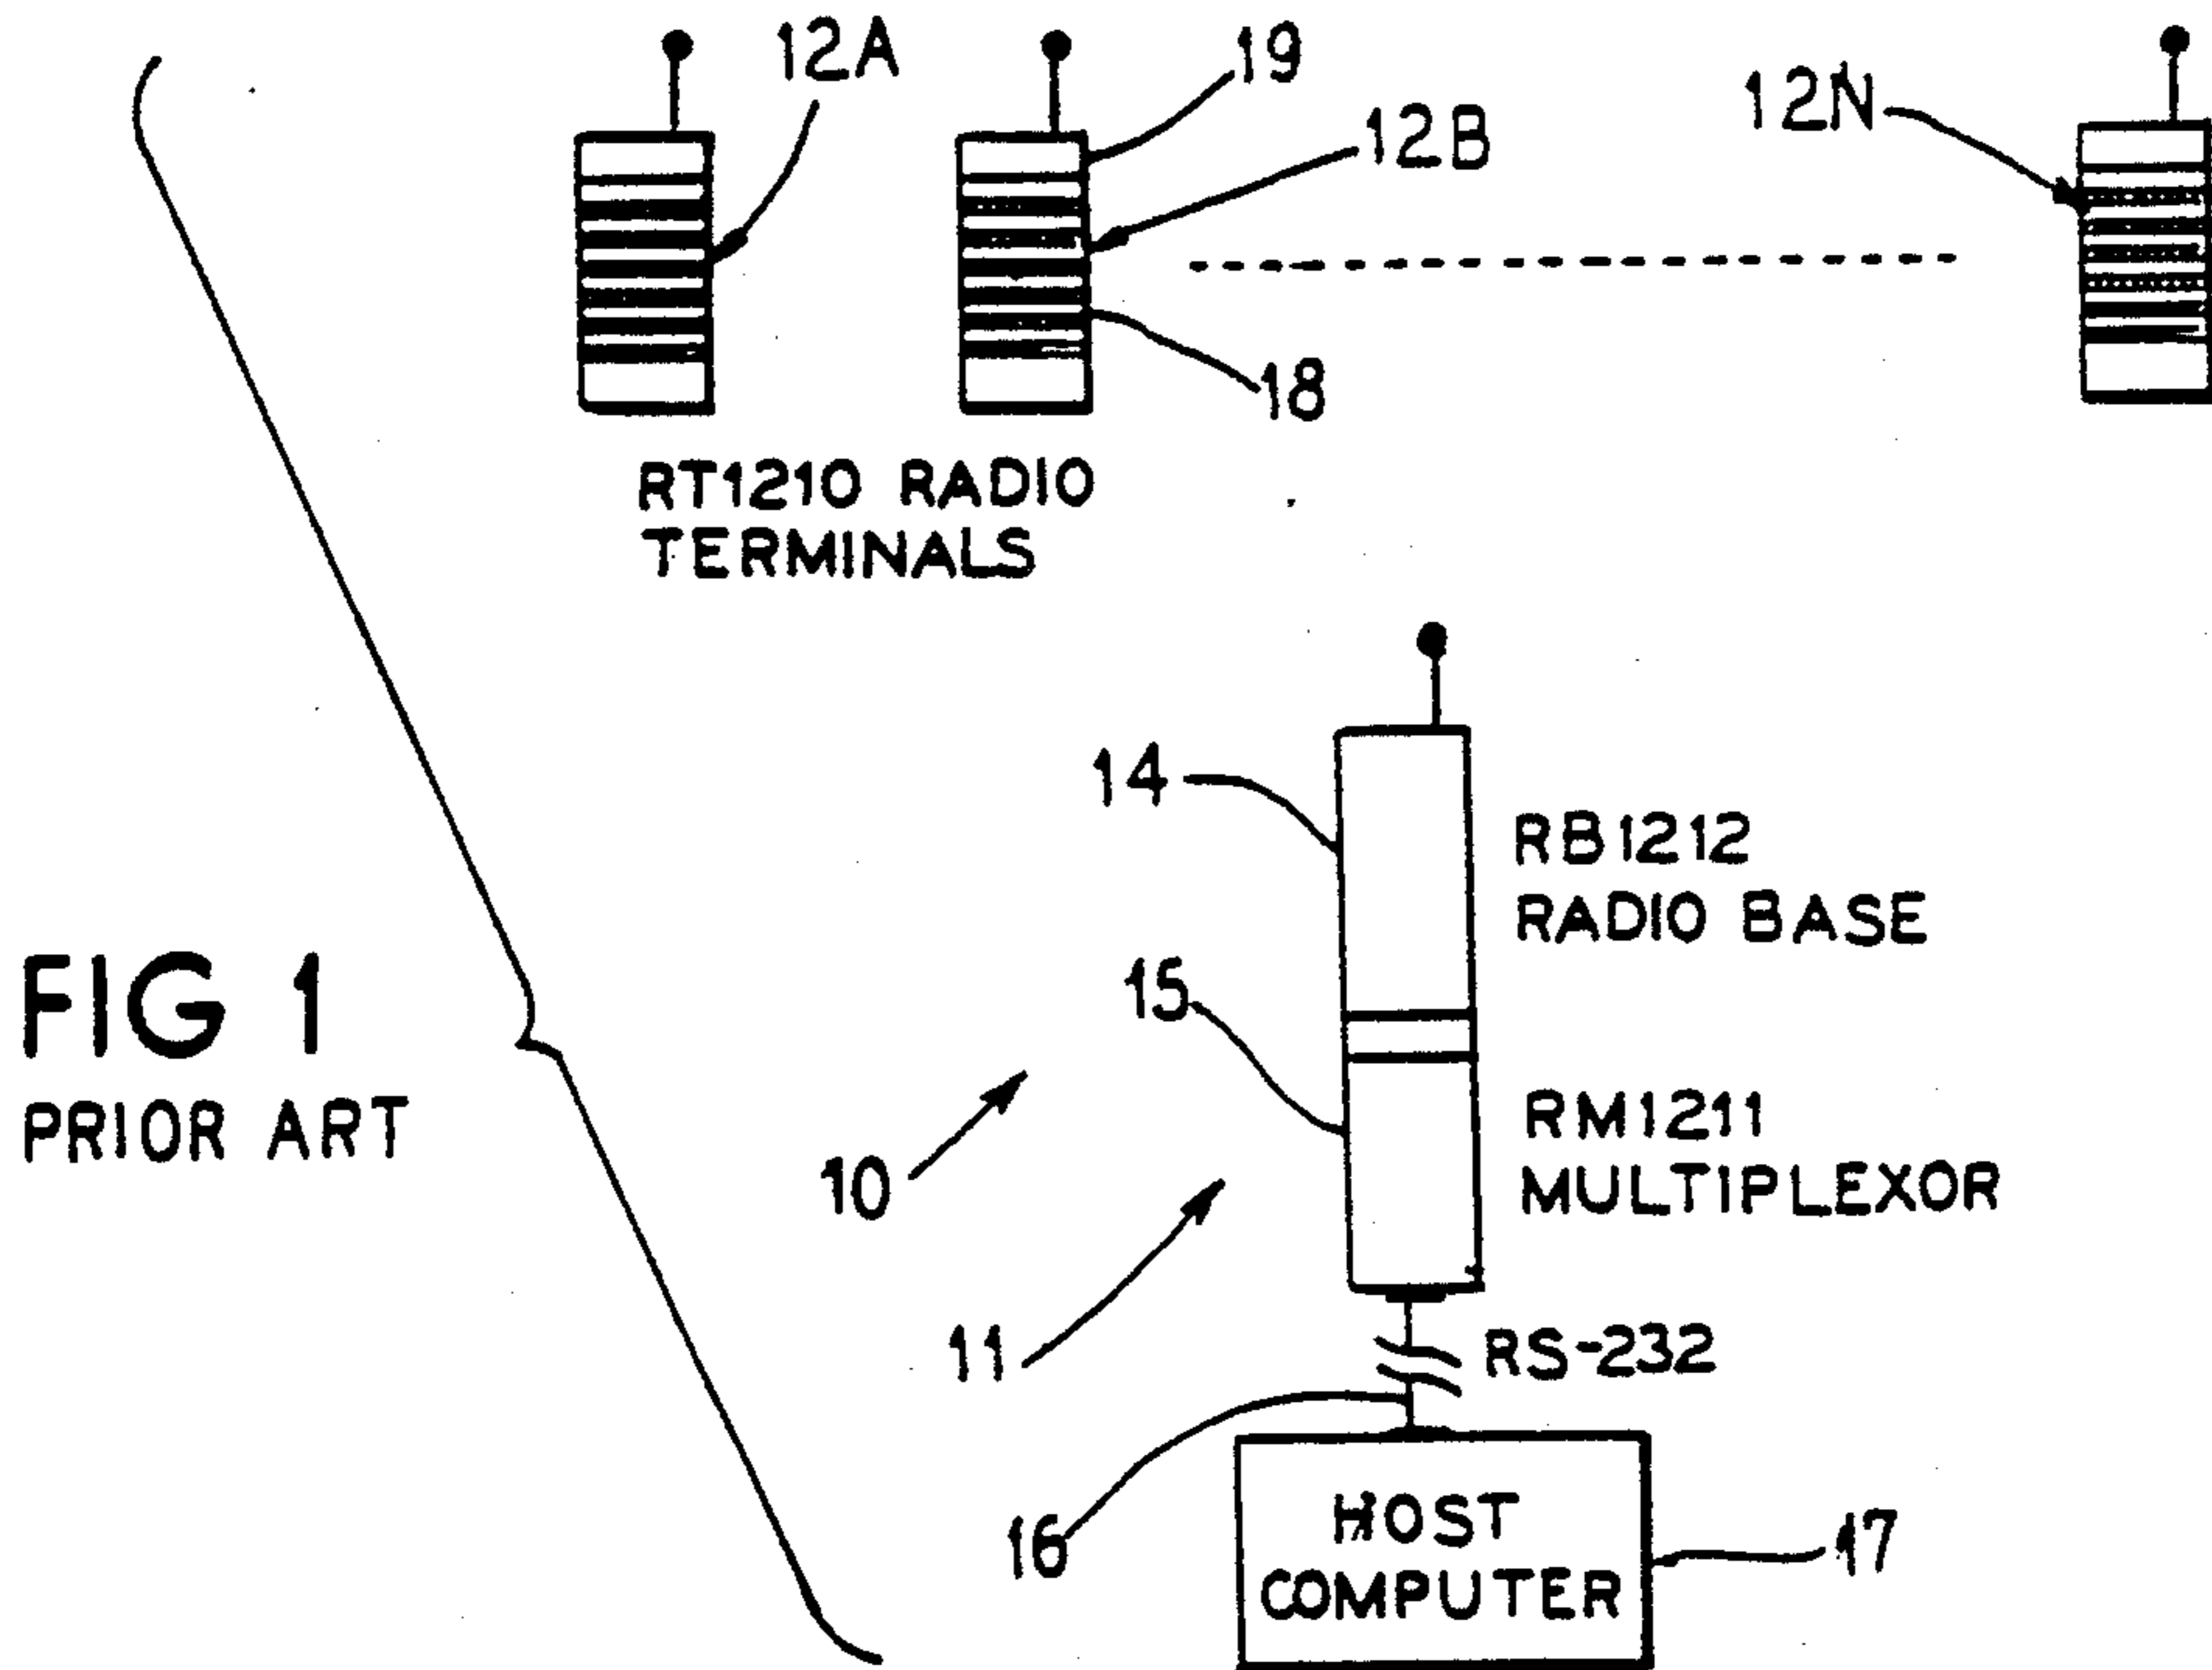 12A
19
12B
12N
18
RT1210 RADIO
TERMINALS
14
RB1212
RADIO BASE
15
FIG 1
PRIOR ART
10
RM1211
MULTIPLEXOR
11
RS-232
16
HOST
COMPUTER
17